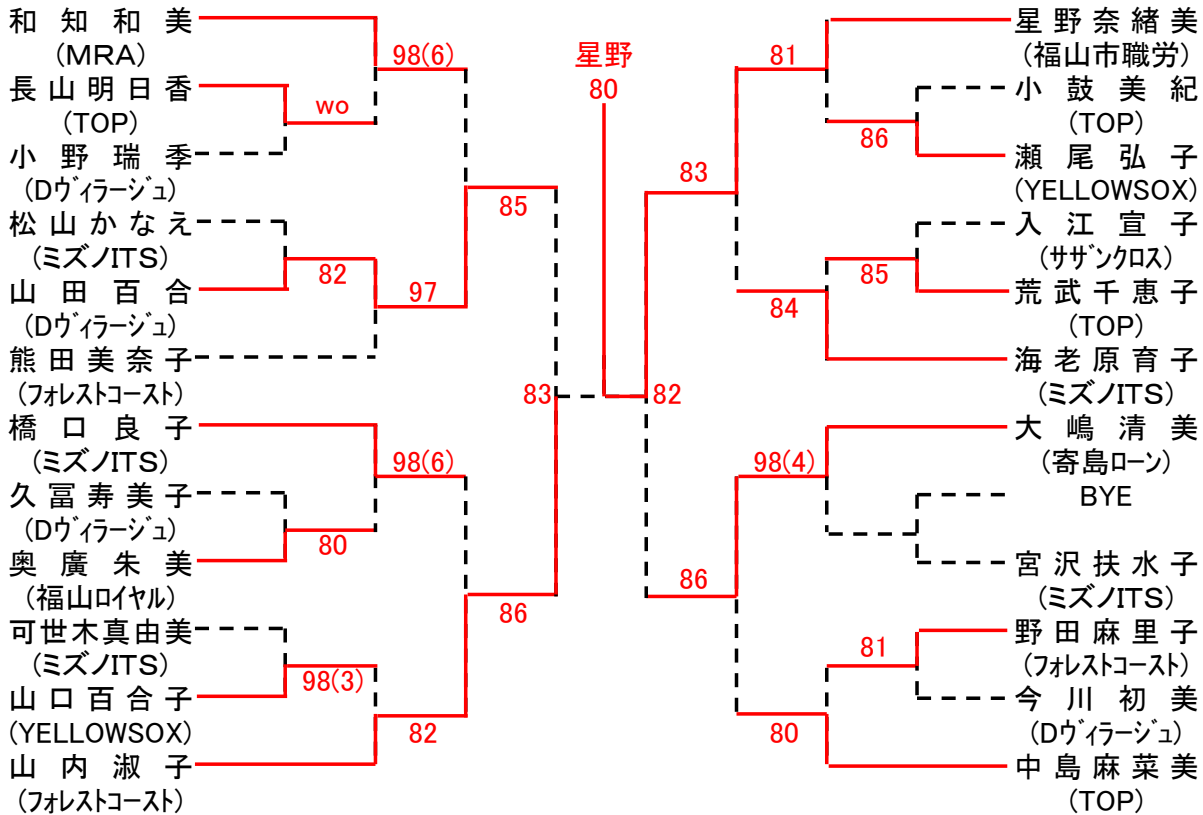 和知和美
(MRA)
長山明日香
(TOP)
小野瑞季
(Dヴィラージュ)
松山かなえ
(ミズノITS)
山田百合
(Dヴィラージュ)
熊田美奈子
(フォレストコースト)
橋口良子
(ミズノITS)
久冨寿美子
(Dヴィラージュ)
奥廣朱美
(福山ロイヤル)
可世木真由美
(ミズノITS)
山口百合子
(YELLOWSOX)
山内淑子
(フォレストコースト)
98(6)
wo
85
82
97
83
98(6)
80
86
98(3)
82
星野
80
82
81
86
83
85
84
98(4)
86
81
80
星野奈緒美
(福山市職労)
小鼓美紀
(TOP)
瀬尾弘子
(YELLOWSOX)
入江宣子
(サザンクロス)
荒武千恵子
(TOP)
海老原育子
(ミズノITS)
大嶋清美
(寄島ローン)
BYE
宮沢扶水子
(ミズノITS)
野田麻里子
(フォレストコースト)
今川初美
(Dヴィラージュ)
中島麻菜美
(TOP)